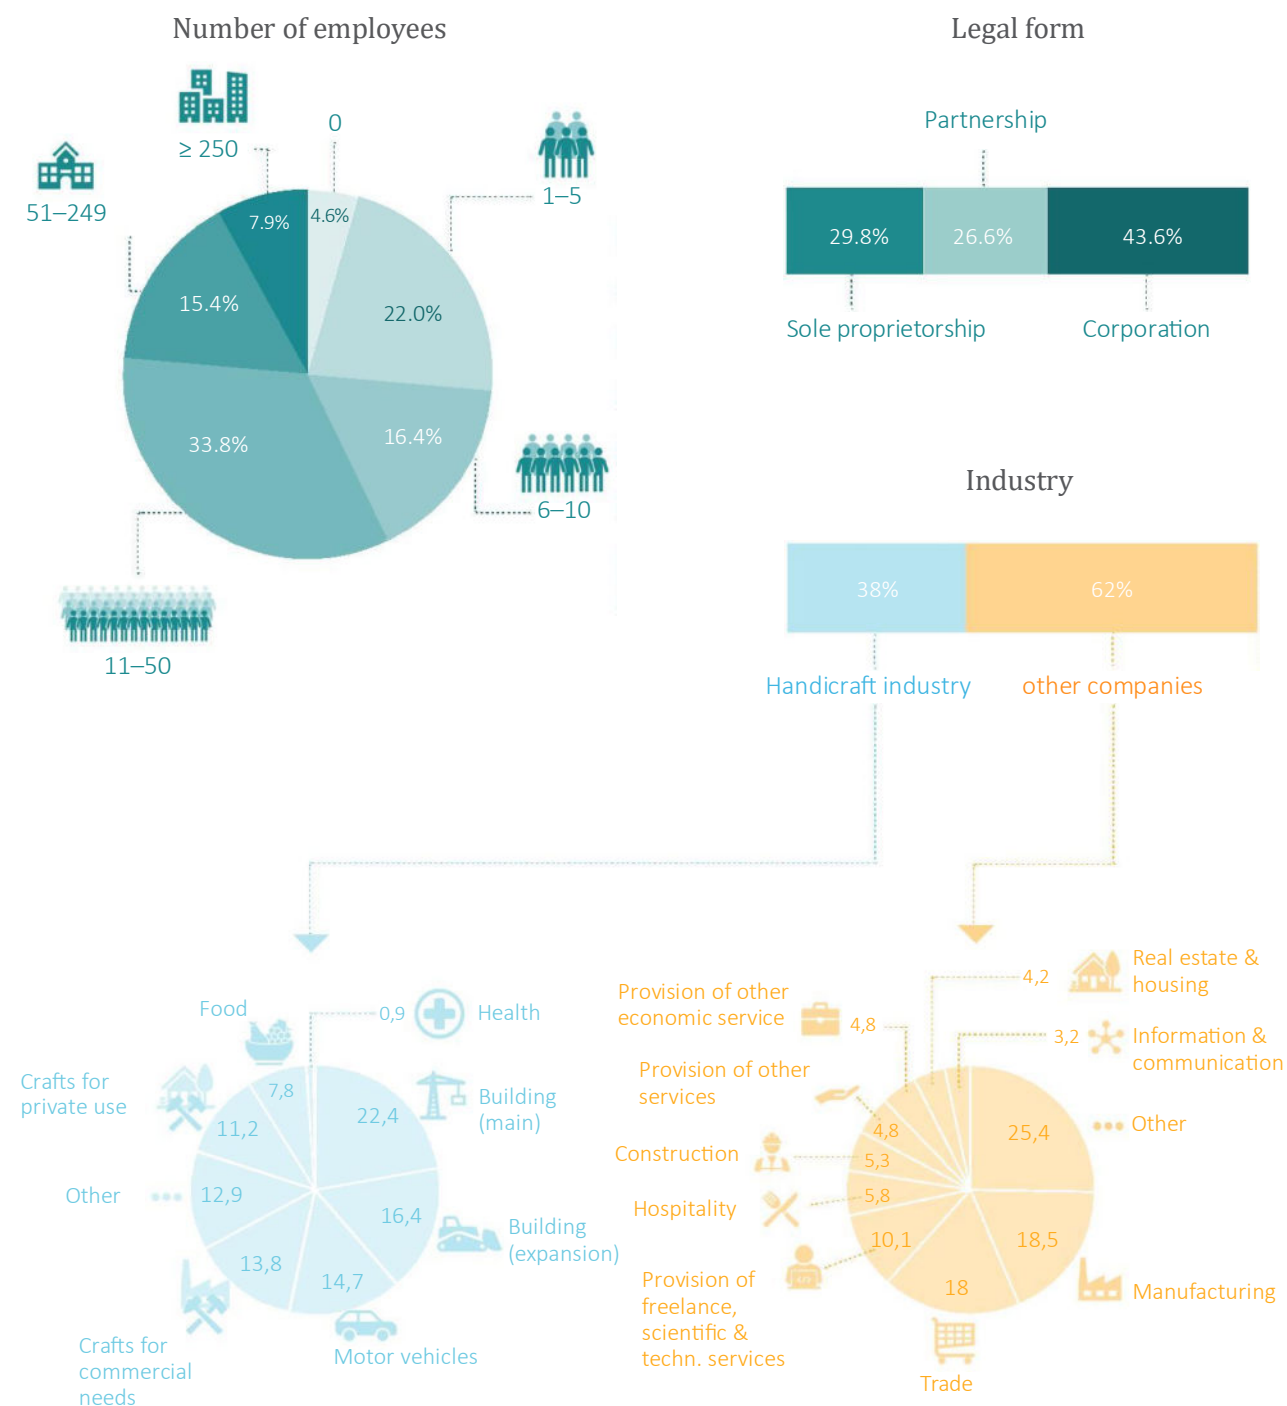 Number of employees
0
≥ 250
1–5
51–249
7.9%
4.6%
15.4%
22.0%
33.8%
16.4%
6–10
11–50
Legal form
Partnership
29.8%
26.6%
43.6%
Sole proprietorship
Corporation
Industry
38%
62%
Handicraft industry
other companies
Food
0,9
Health
Crafts for
private use
7,8
22,4
Building
(main)
11,2
Other
12,9
16,4
Building
(expansion)
13,8
14,7
Crafts for
commercial
needs
Motor vehicles
4,2
Real estate &
housing
Provision of other
economic service
4,8
3,2
Information &
communication
Provision of other
services
4,8
25,4
Other
Construction
5,3
Hospitality
5,8
10,1
18,5
Provision of
freelance,
scientific &
techn. services
18
Manufacturing
Trade